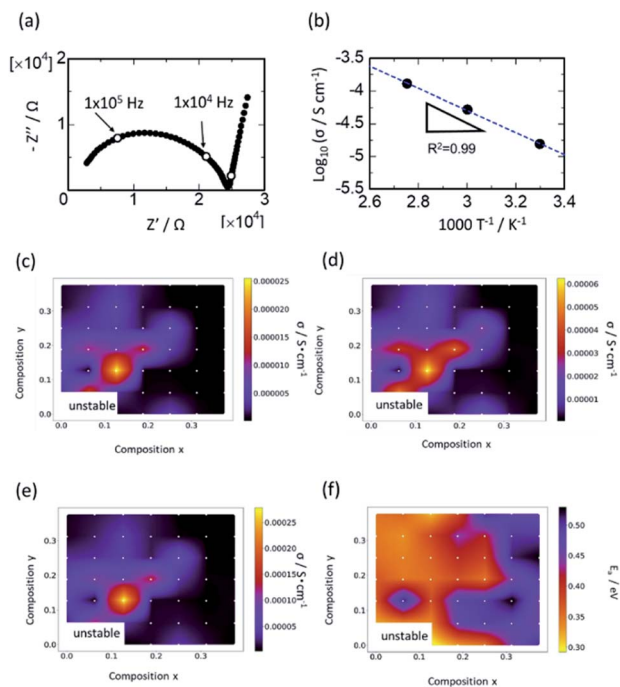 (a)
[×10⁴]
2
1
0
- Z'' / Ω
1x10⁵ Hz
1x10⁴ Hz
0
1
2
3
Z' / Ω
[×10⁴]
(b)
-3.5
-4
-4.5
-5
-5.5
Log₁₀ (σ / S cm⁻¹)
R²=0.99
2.6
2.8
3
3.2
3.4
1000 T⁻¹ / K⁻¹
(c)
0.3
0.2
0.1
0.0
Composition y
unstable
0.0
0.1
0.2
0.3
Composition x
0.000025
0.000020
0.000015
0.000010
0.000005
σ / S•cm⁻¹
(d)
0.3
0.2
0.1
0.0
Composition y
unstable
0.0
0.1
0.2
0.3
Composition x
0.00006
0.00005
0.00004
0.00003
0.00002
0.00001
σ / S•cm⁻¹
(e)
0.3
0.2
0.1
0.0
Composition y
unstable
0.0
0.1
0.2
0.3
Composition x
0.00025
0.00020
0.00015
0.00010
0.00005
σ / S•cm⁻¹
(f)
0.3
0.2
0.1
0.0
Composition y
unstable
0.0
0.1
0.2
0.3
Composition x
0.50
0.45
0.40
0.35
0.30
Eₐ / eV